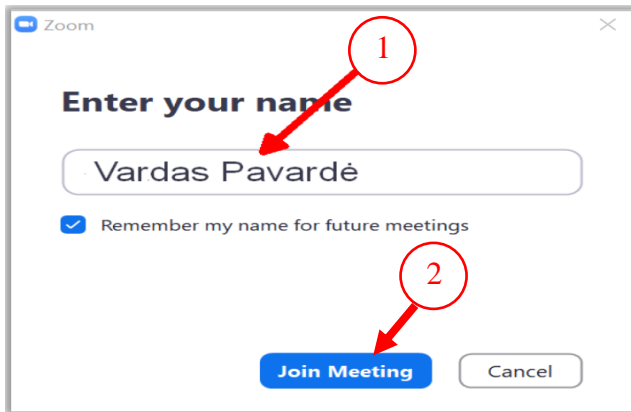 Zoom
1
Enter your name
Vardas Pavardė
Remember my name for future meetings
2
Join Meeting Cancel